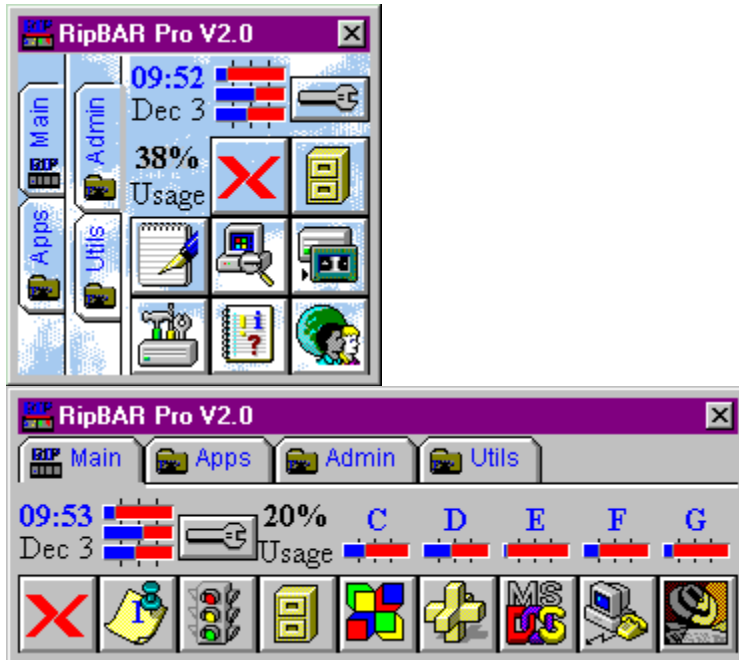 RipBAR Pro V2.0
Main
Admin
Apps
Utils
09:52
Dec 3
38%
Usage
RipBAR Pro V2.0
Main
Apps
Admin
Utils
09:53
Dec 3
20%
Usage
C D E F G
1
MS
DOS